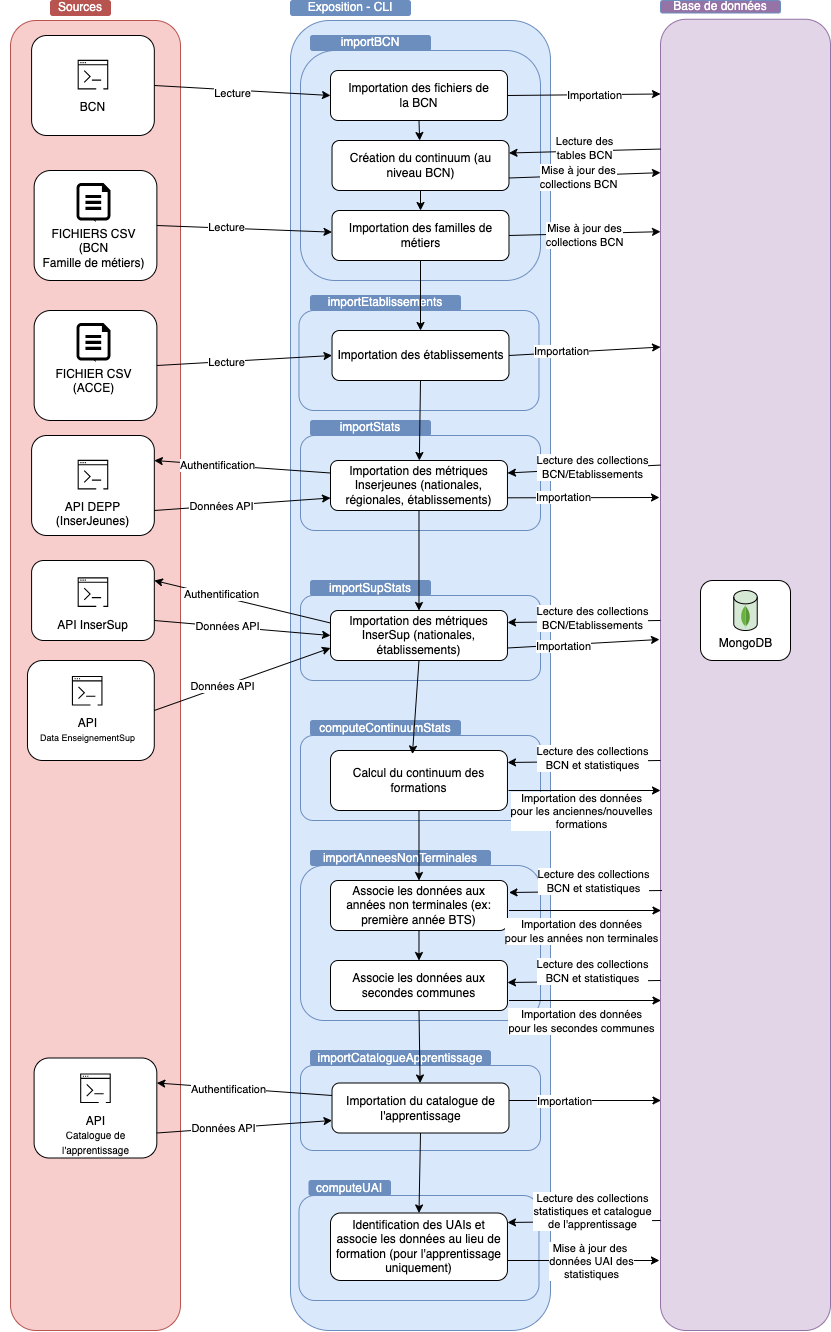 Sources
Exposition - CLI
Base de données
importBCN
BCN
Lecture
Importation des fichiers de
la BCN
Importation
Création du continuum (au
niveau BCN)
Lecture des
tables BCN
Mise à jour des
collections BCN
FICHIERS CSV
(BCN
Famille de métiers)
Lecture
Importation des familles de
métiers
Mise à jour des
collections BCN
importEtablissements
FICHIER CSV
(ACCE)
Lecture
Importation des établissements
Importation
importStats
API DEPP
(InserJeunes)
Authentification
Données API
Importation des métriques
Inserjeunes (nationales,
régionales, établissements)
Lecture des collections
BCN/Etablissements
Importation
importSupStats
API InserSup
Authentification
Données API
Importation des métriques
InserSup (nationales,
établissements)
Lecture des collections
BCN/Etablissements
Importation
MongoDB
API
Data EnseignementSup
Données API
computeContinuumStats
Calcul du continuum des
formations
Lecture des collections
BCN et statistiques
Importation des données
pour les anciennes/nouvelles
formations
importAnneesNonTerminales
Associe les données aux
années non terminales (ex:
première année BTS)
Lecture des collections
BCN et statistiques
Importation des données
pour les années non terminales
Associe les données aux
secondes communes
Lecture des collections
BCN et statistiques
Importation des données
pour les secondes communes
importCatalogueApprentissage
API
Catalogue de
l'apprentissage
Authentification
Données API
Importation du catalogue de
l'apprentissage
Importation
computeUAI
Identification des UAIs et
associe les données au lieu de
formation (pour l'apprentissage
uniquement)
Lecture des collections
statistiques et catalogue
de l'apprentissage
Mise à jour des
données UAI des
statistiques